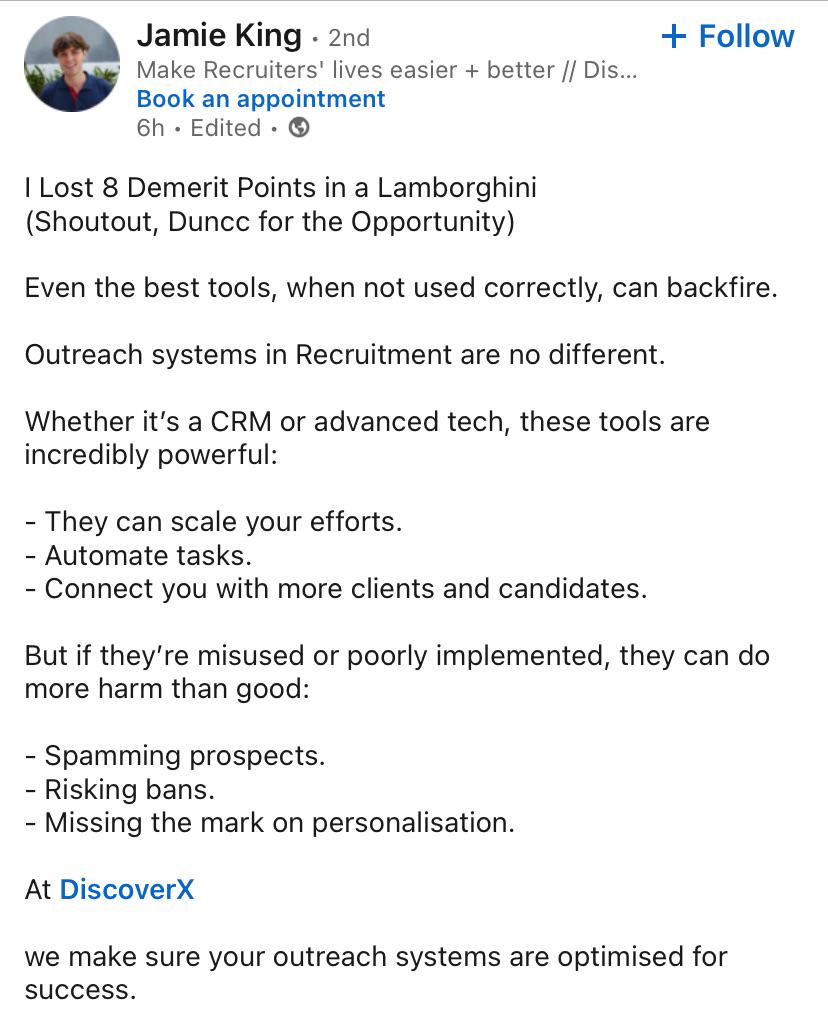 Jamie King · 2nd
+ Follow
Make Recruiters' lives easier + better // Dis...
Book an appointment
6h • Edited •
I Lost 8 Demerit Points in a Lamborghini
(Shoutout, Duncc for the Opportunity)
Even the best tools, when not used correctly, can backfire.
Outreach systems in Recruitment are no different.
Whether it’s a CRM or advanced tech, these tools are
incredibly powerful:
- They can scale your efforts.
- Automate tasks.
- Connect you with more clients and candidates.
But if they’re misused or poorly implemented, they can do
more harm than good:
- Spamming prospects.
- Risking bans.
- Missing the mark on personalisation.
At DiscoverX
we make sure your outreach systems are optimised for
success.